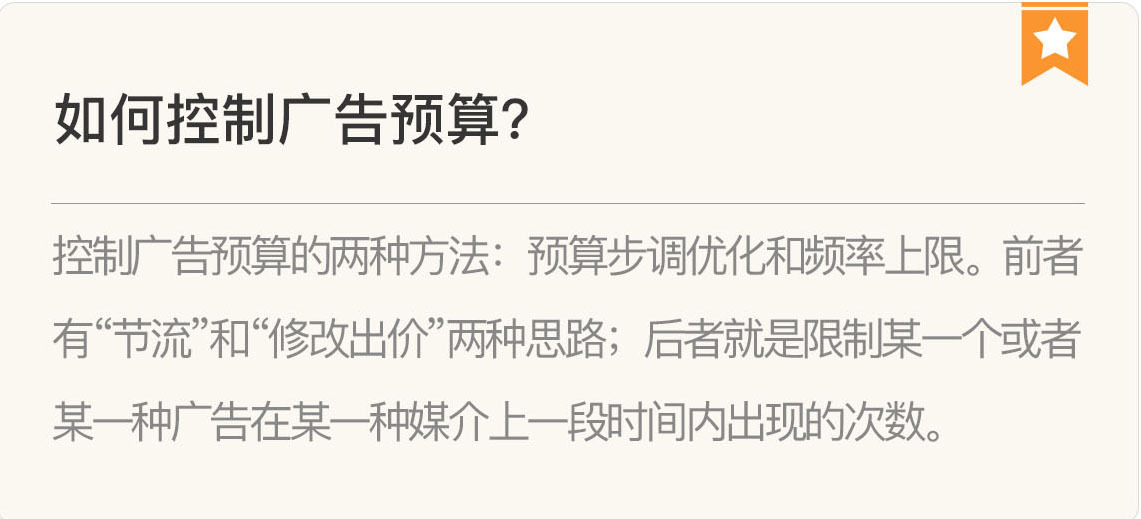 如何控制广告预算?
控制广告预算的两种方法：预算步调优化和频率上限。前者
有“节流”和“修改出价”两种思路；后者就是限制某一个或者
某一种广告在某一种媒介上一段时间内出现的次数。